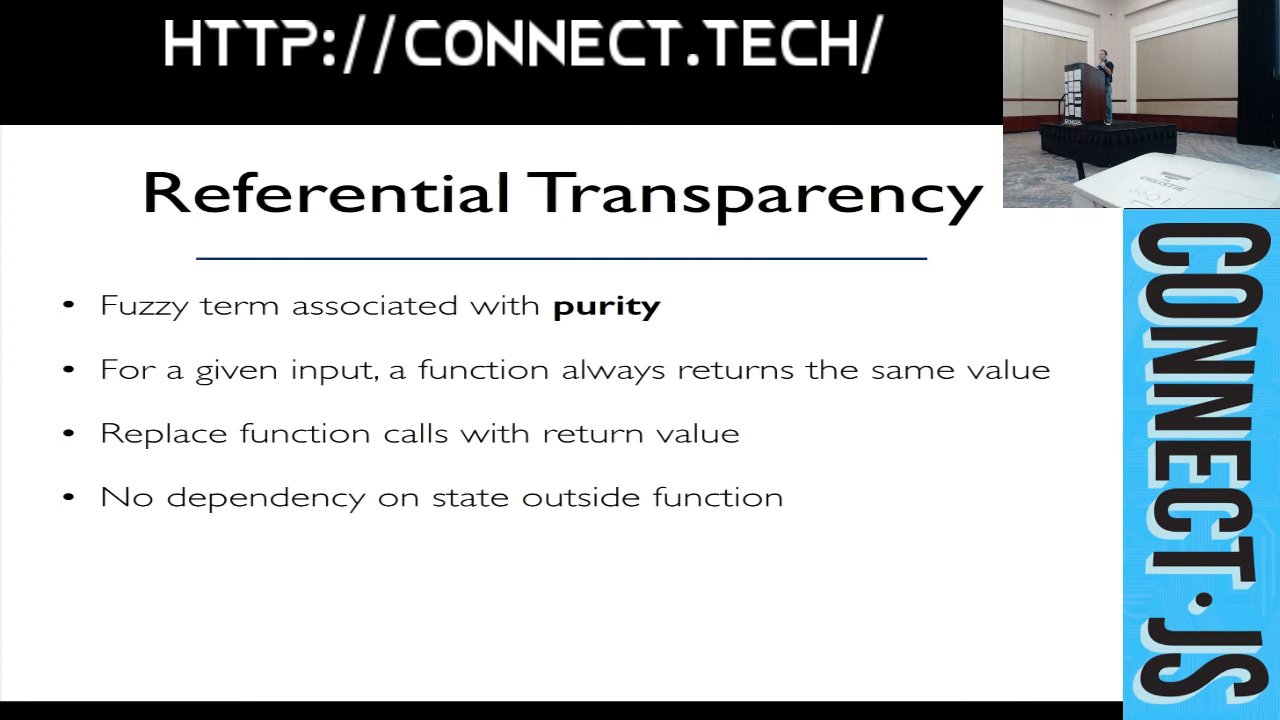 HTTP://CONNECT.TECH/
Referential Transparency
• Fuzzy term associated with purity
• For a given input, a function always returns the same value
• Replace function calls with return value
• No dependency on state outside function
CHRISTIE
CONNECT.JS